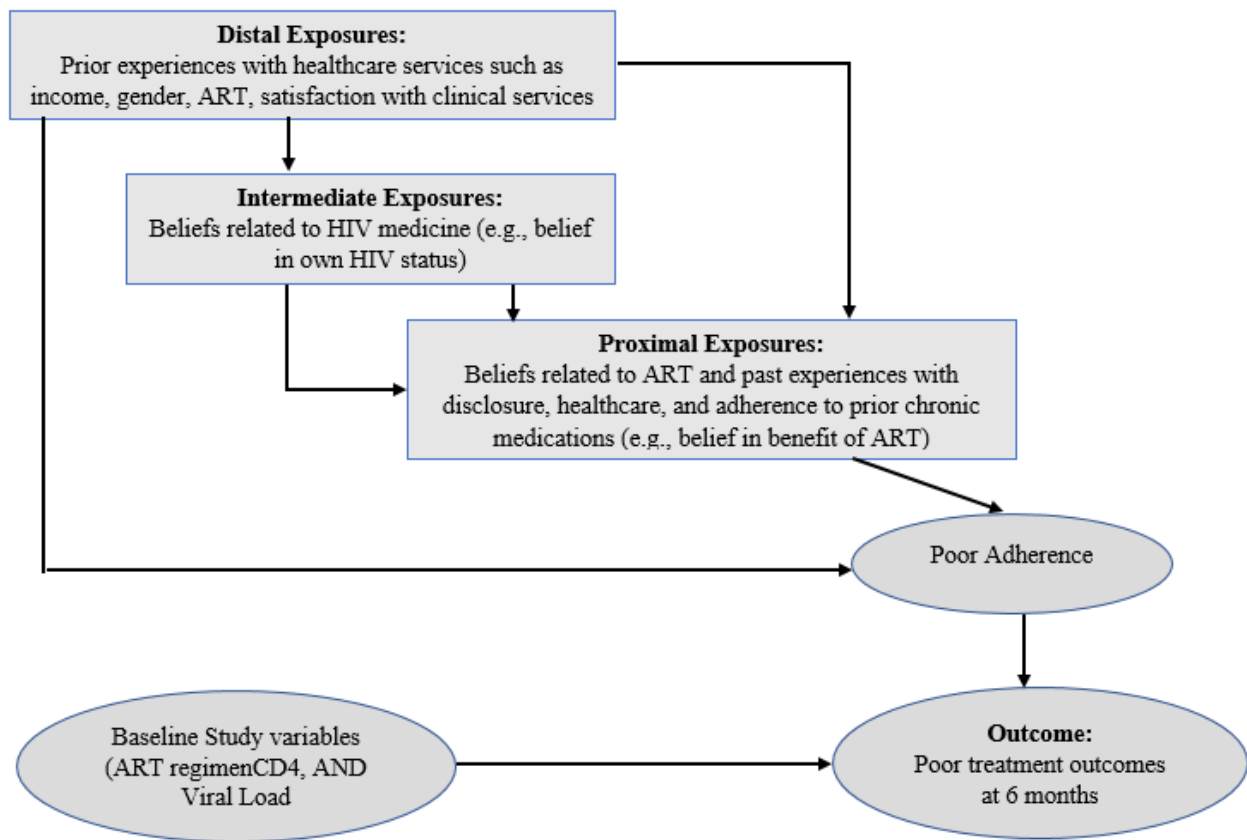 Distal Exposures:
Prior experiences with healthcare services such as
income, gender, ART, satisfaction with clinical services
Intermediate Exposures:
Beliefs related to HIV medicine (e.g., belief
in own HIV status)
Proximal Exposures:
Beliefs related to ART and past experiences with
disclosure, healthcare, and adherence to prior chronic
medications (e.g., belief in benefit of ART)
Poor Adherence
Baseline Study variables
(ART regimenCD4, AND
Viral Load
Outcome:
Poor treatment outcomes
at 6 months